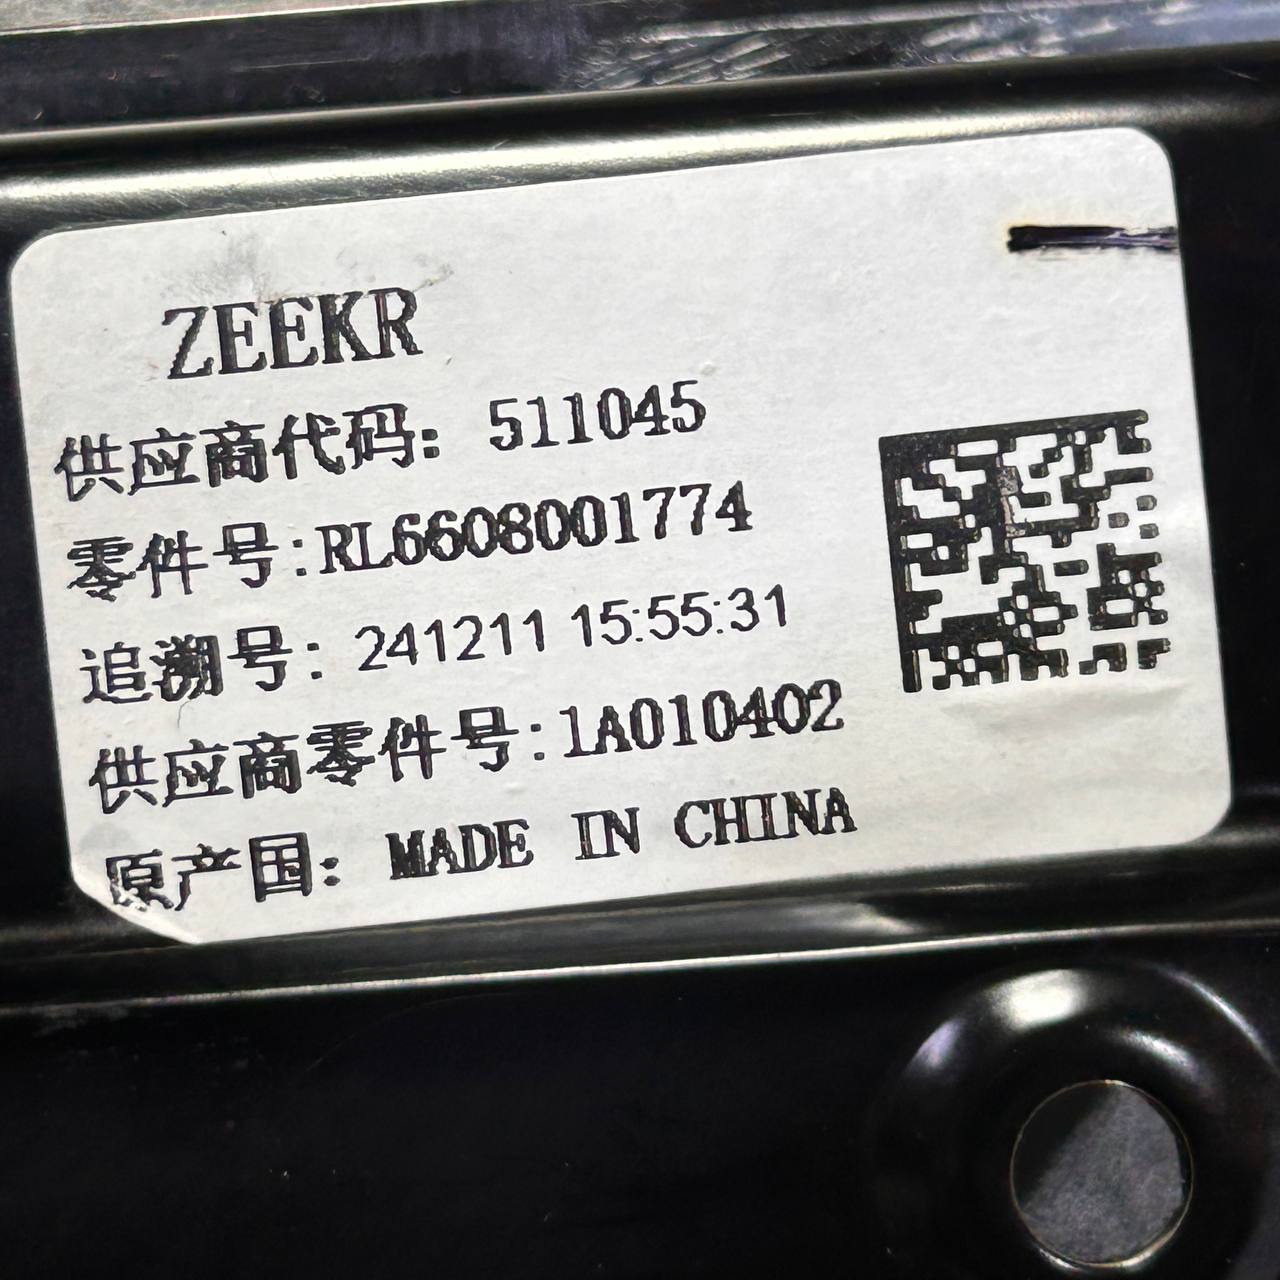 ZEEKR
供应商代码: 511045
零件号:RL6608001774
追溯号: 241211 15:55:31
供应商零件号:1A010402
原产国: MADE IN CHINA